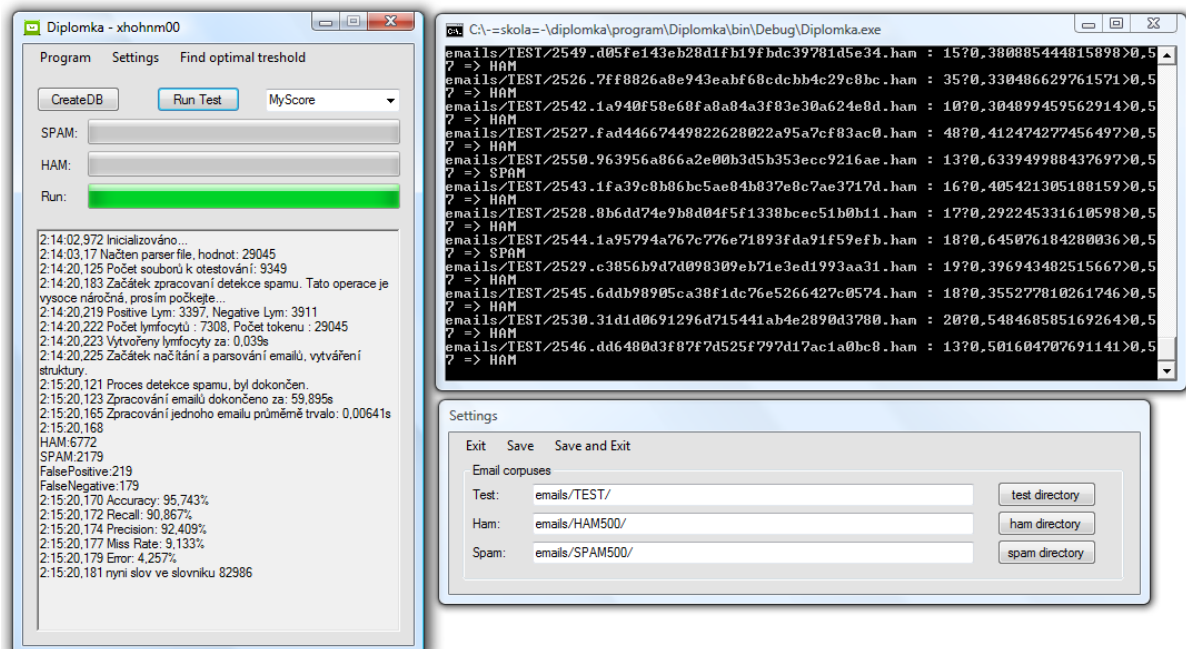 Diplomka - xhohnm00
Program Settings Find optimal treshold
CreateDB Run Test MyScore
SPAM:
HAM:
Run:
2:14:02,972 Inicializováno...
2:14:03,17 Načten parser file, hodnot: 29045
2:14:20,125 Počet souborů k otestování: 9349
2:14:20,183 Začátek zpracovaní detekce spamu. Tato operace je
vysoce náročná, prosím počkejte...
2:14:20,219 Positive Lym: 3397, Negative Lym: 3911
2:14:20,222 Počet lymfocytů : 7308, Počet tokenu : 29045
2:14:20,223 Vytvořeny lymfocyty za: 0,039s
2:14:20,225 Začátek načítání a parsování emailů, vytváření
struktury.
2:15:20,121 Proces detekce spamu, byl dokončen.
2:15:20,123 Zpracování emailů dokončeno za: 59,895s
2:15:20,165 Zpracování jednoho emailu průměrně trvalo: 0,00641s
2:15:20,168
HAM:6772
SPAM:2179
FalsePositive:219
FalseNegative:179
2:15:20,170 Accuracy: 95,743%
2:15:20,172 Recall: 90,867%
2:15:20,174 Precision: 92,409%
2:15:20,177 Miss Rate: 9,133%
2:15:20,179 Error: 4,257%
2:15:20,181 nyni slov ve slovniku 82986
C:\-=skola=-\diplomka\program\Diplomka\bin\Debug\Diplomka.exe
emails/TEST/2549.d05fe143eb28d1fb19fbdc39781d5e34.ham : 15?0,380885444815898>0,5
7 => HAM
emails/TEST/2526.7ff8826a8e943eabf68cdcbb4c29c8bc.ham : 35?0,330486629761571>0,5
7 => HAM
emails/TEST/2542.1a940f58e68fa8a84a3f83e30a624e8d.ham : 10?0,304899459562914>0,5
7 => HAM
emails/TEST/2527.fad44667449822628022a95a7cf83ac0.ham : 48?0,412474277456497>0,5
7 => HAM
emails/TEST/2550.963956a866a2e00b3d5b353ecc9216ae.ham : 13?0,633949988437697>0,5
7 => SPAM
emails/TEST/2543.1fa39c8b86bc5ae84b837e8c7ae3717d.ham : 16?0,405421305188159>0,5
7 => HAM
emails/TEST/2528.8b6dd74e9b8d04f5f1338bcec51b0b11.ham : 17?0,292245331610598>0,5
7 => HAM
emails/TEST/2544.1a95794a767c776e71893fda91f59efb.ham : 18?0,645076184280036>0,5
7 => SPAM
emails/TEST/2529.c3856b9d7d098309eb71e3ed1993aa31.ham : 19?0,396943482515667>0,5
7 => HAM
emails/TEST/2545.6ddb98905ca38f1dc76e5266427c0574.ham : 18?0,355277810261746>0,5
7 => HAM
emails/TEST/2530.31d1d0691296d715441ab4e2890d3780.ham : 20?0,548468585169264>0,5
7 => HAM
emails/TEST/2546.dd6480d3f87f7d525f797d17ac1a0bc8.ham : 13?0,501604707691141>0,5
7 => HAM
Settings
Exit Save Save and Exit
Email corpuses
Test: emails/TEST/ test directory
Ham: emails/HAM500/ ham directory
Spam: emails/SPAM500/ spam directory